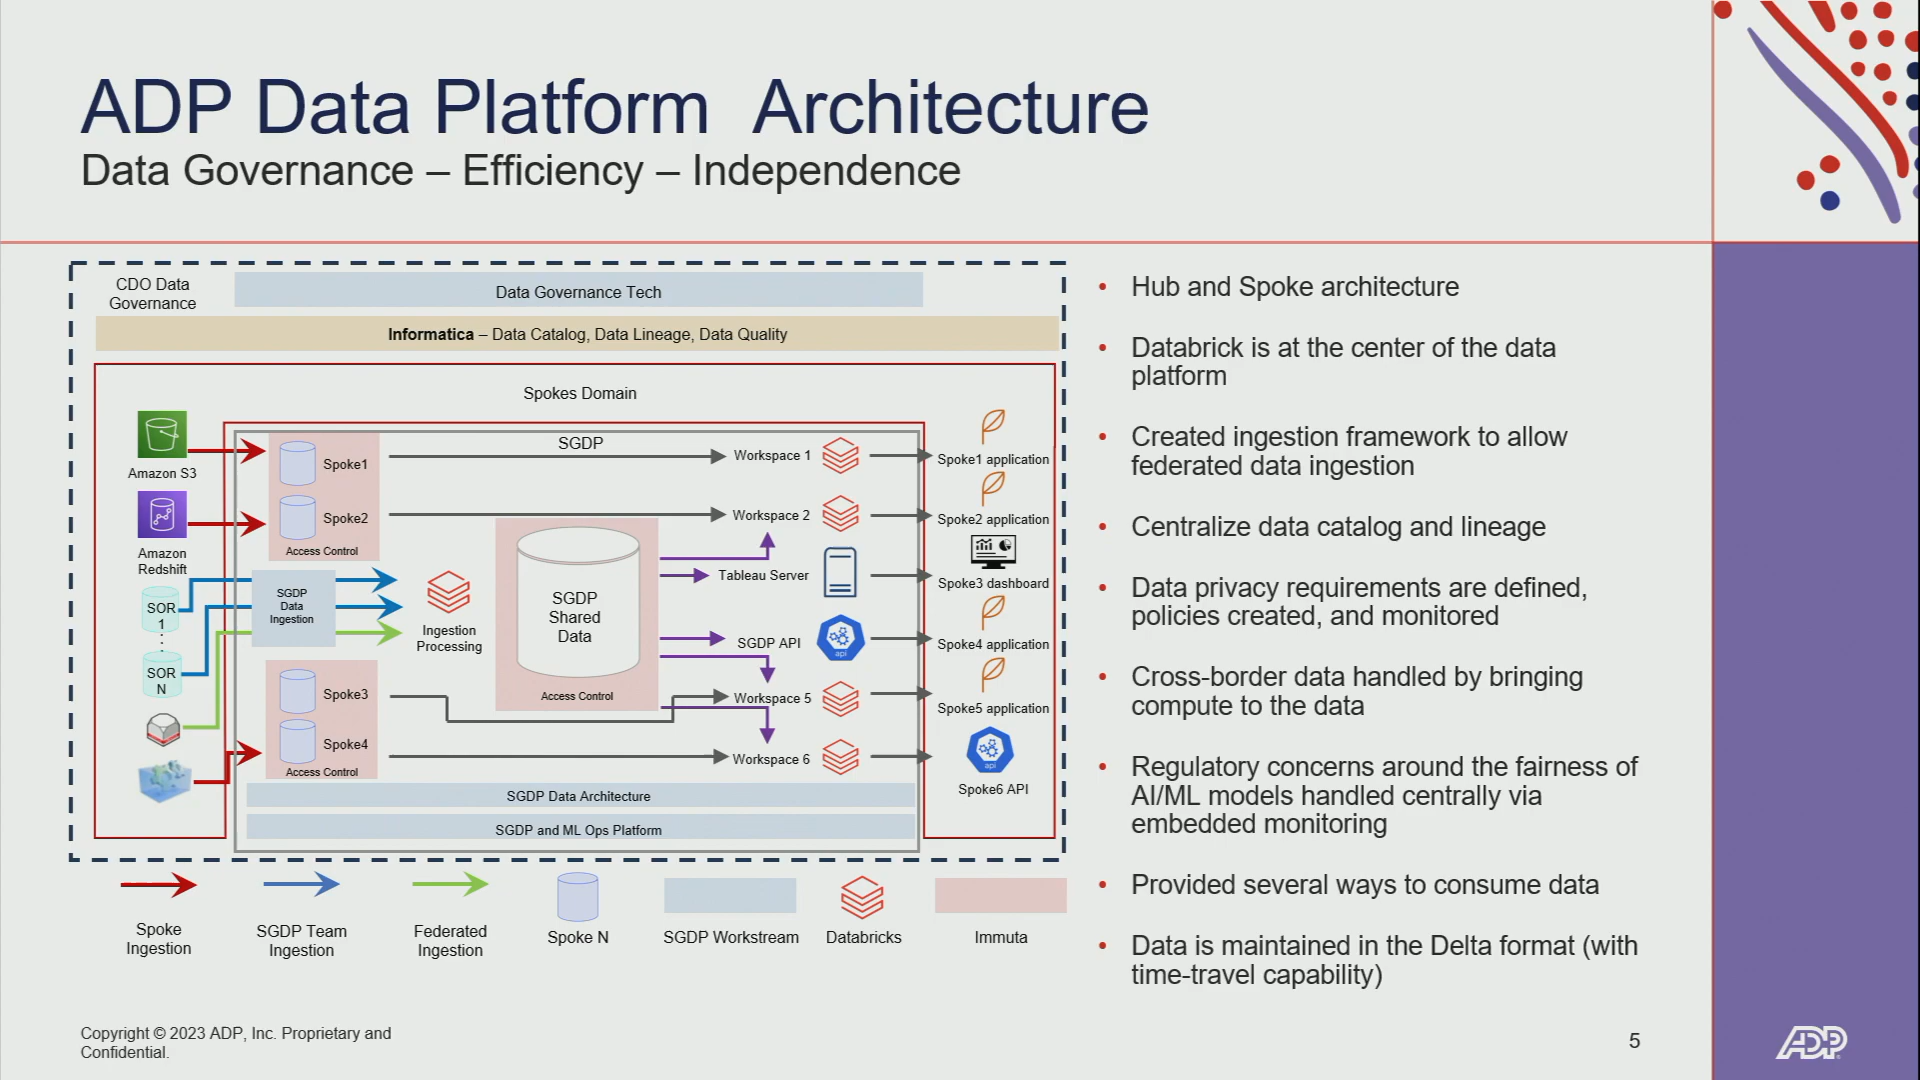 ADP Data Platform  Architecture
Data Governance – Efficiency – Independence
CDO Data
Governance
Data Governance Tech
Informatica – Data Catalog, Data Lineage, Data Quality
Spokes Domain
SGDP
Amazon S3
Amazon
Redshift
SOR
1
SOR
N
Spoke1
Spoke2
Access Control
SGDP
Data
Ingestion
Ingestion
Processing
Spoke3
Spoke4
Access Control
SGDP
Shared
Data
Access Control
Workspace 1
Workspace 2
Tableau Server
SGDP API
api
Workspace 5
Workspace 6
Spoke1 application
Spoke2 application
Spoke3 dashboard
Spoke4 application
Spoke5 application
api
Spoke6 API
SGDP Data Architecture
SGDP and ML Ops Platform
Spoke
Ingestion
SGDP Team
Ingestion
Federated
Ingestion
Spoke N
SGDP Workstream
Databricks
Immuta
• Hub and Spoke architecture
• Databrick is at the center of the data
platform
• Created ingestion framework to allow
federated data ingestion
• Centralize data catalog and lineage
• Data privacy requirements are defined,
policies created, and monitored
• Cross-border data handled by bringing
compute to the data
• Regulatory concerns around the fairness of
AI/ML models handled centrally via
embedded monitoring
• Provided several ways to consume data
• Data is maintained in the Delta format (with
time-travel capability)
Copyright © 2023 ADP, Inc. Proprietary and
Confidential.
5
ADP